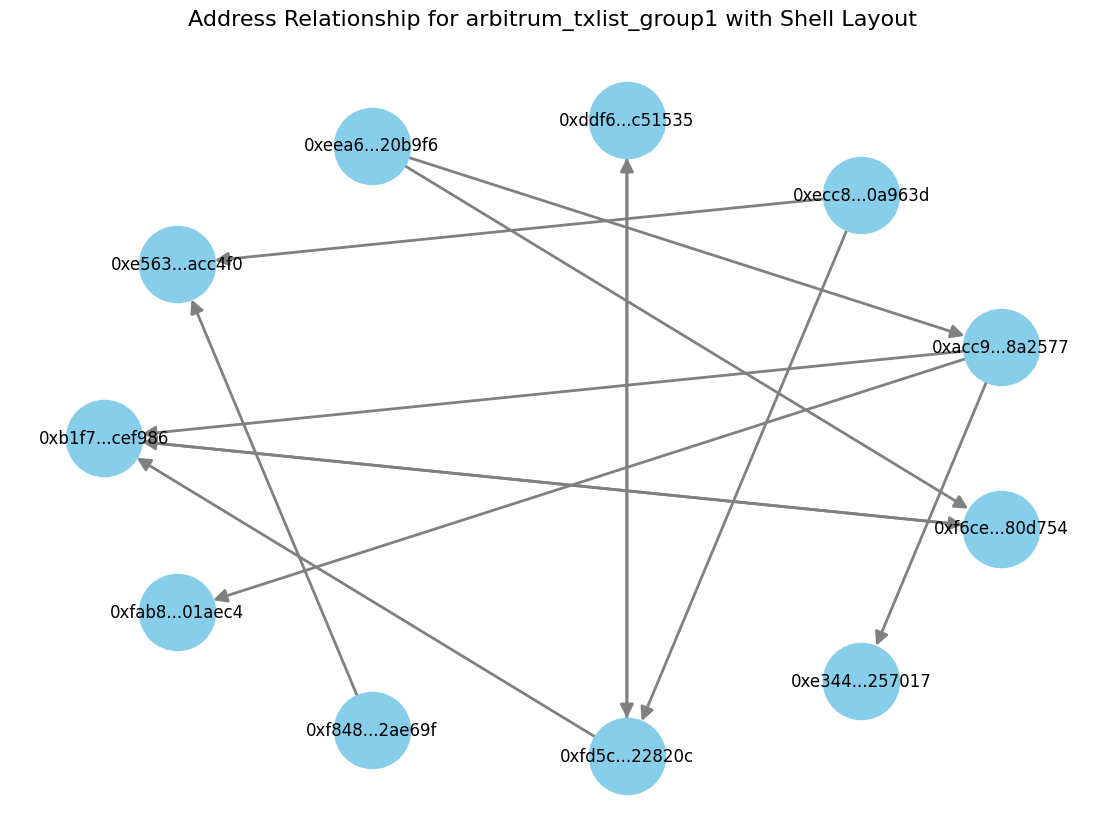 Address Relationship for arbitrum_txlist_group1 with Shell Layout
0xddf6...c51535
0xeea6...20b9f6
0xecc8...0a963d
0xe563...acc4f0
0xacc9...8a2577
0xb1f7...cef986
0xf6ce...80d754
0xfab8...01aec4
0xe344...257017
0xf848...2ae69f
0xfd5c...22820c